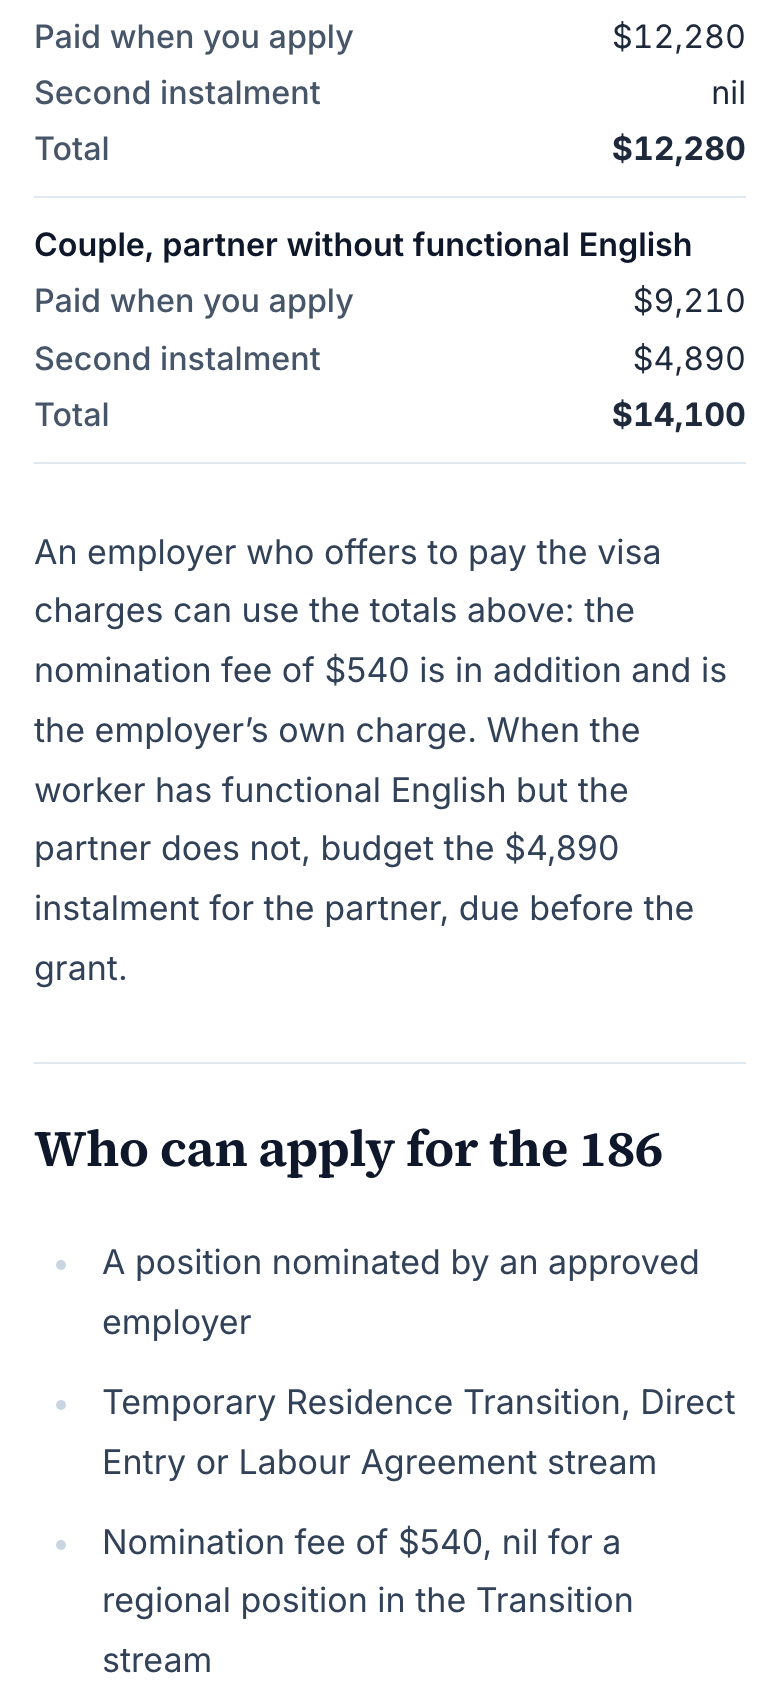 Paid when you apply $12,280
Second instalment nil
Total $12,280
Couple, partner without functional English
Paid when you apply $9,210
Second instalment $4,890
Total $14,100
An employer who offers to pay the visa
charges can use the totals above: the
nomination fee of $540 is in addition and is
the employer’s own charge. When the
worker has functional English but the
partner does not, budget the $4,890
instalment for the partner, due before the
grant.
Who can apply for the 186
• A position nominated by an approved
employer
• Temporary Residence Transition, Direct
Entry or Labour Agreement stream
• Nomination fee of $540, nil for a
regional position in the Transition
stream